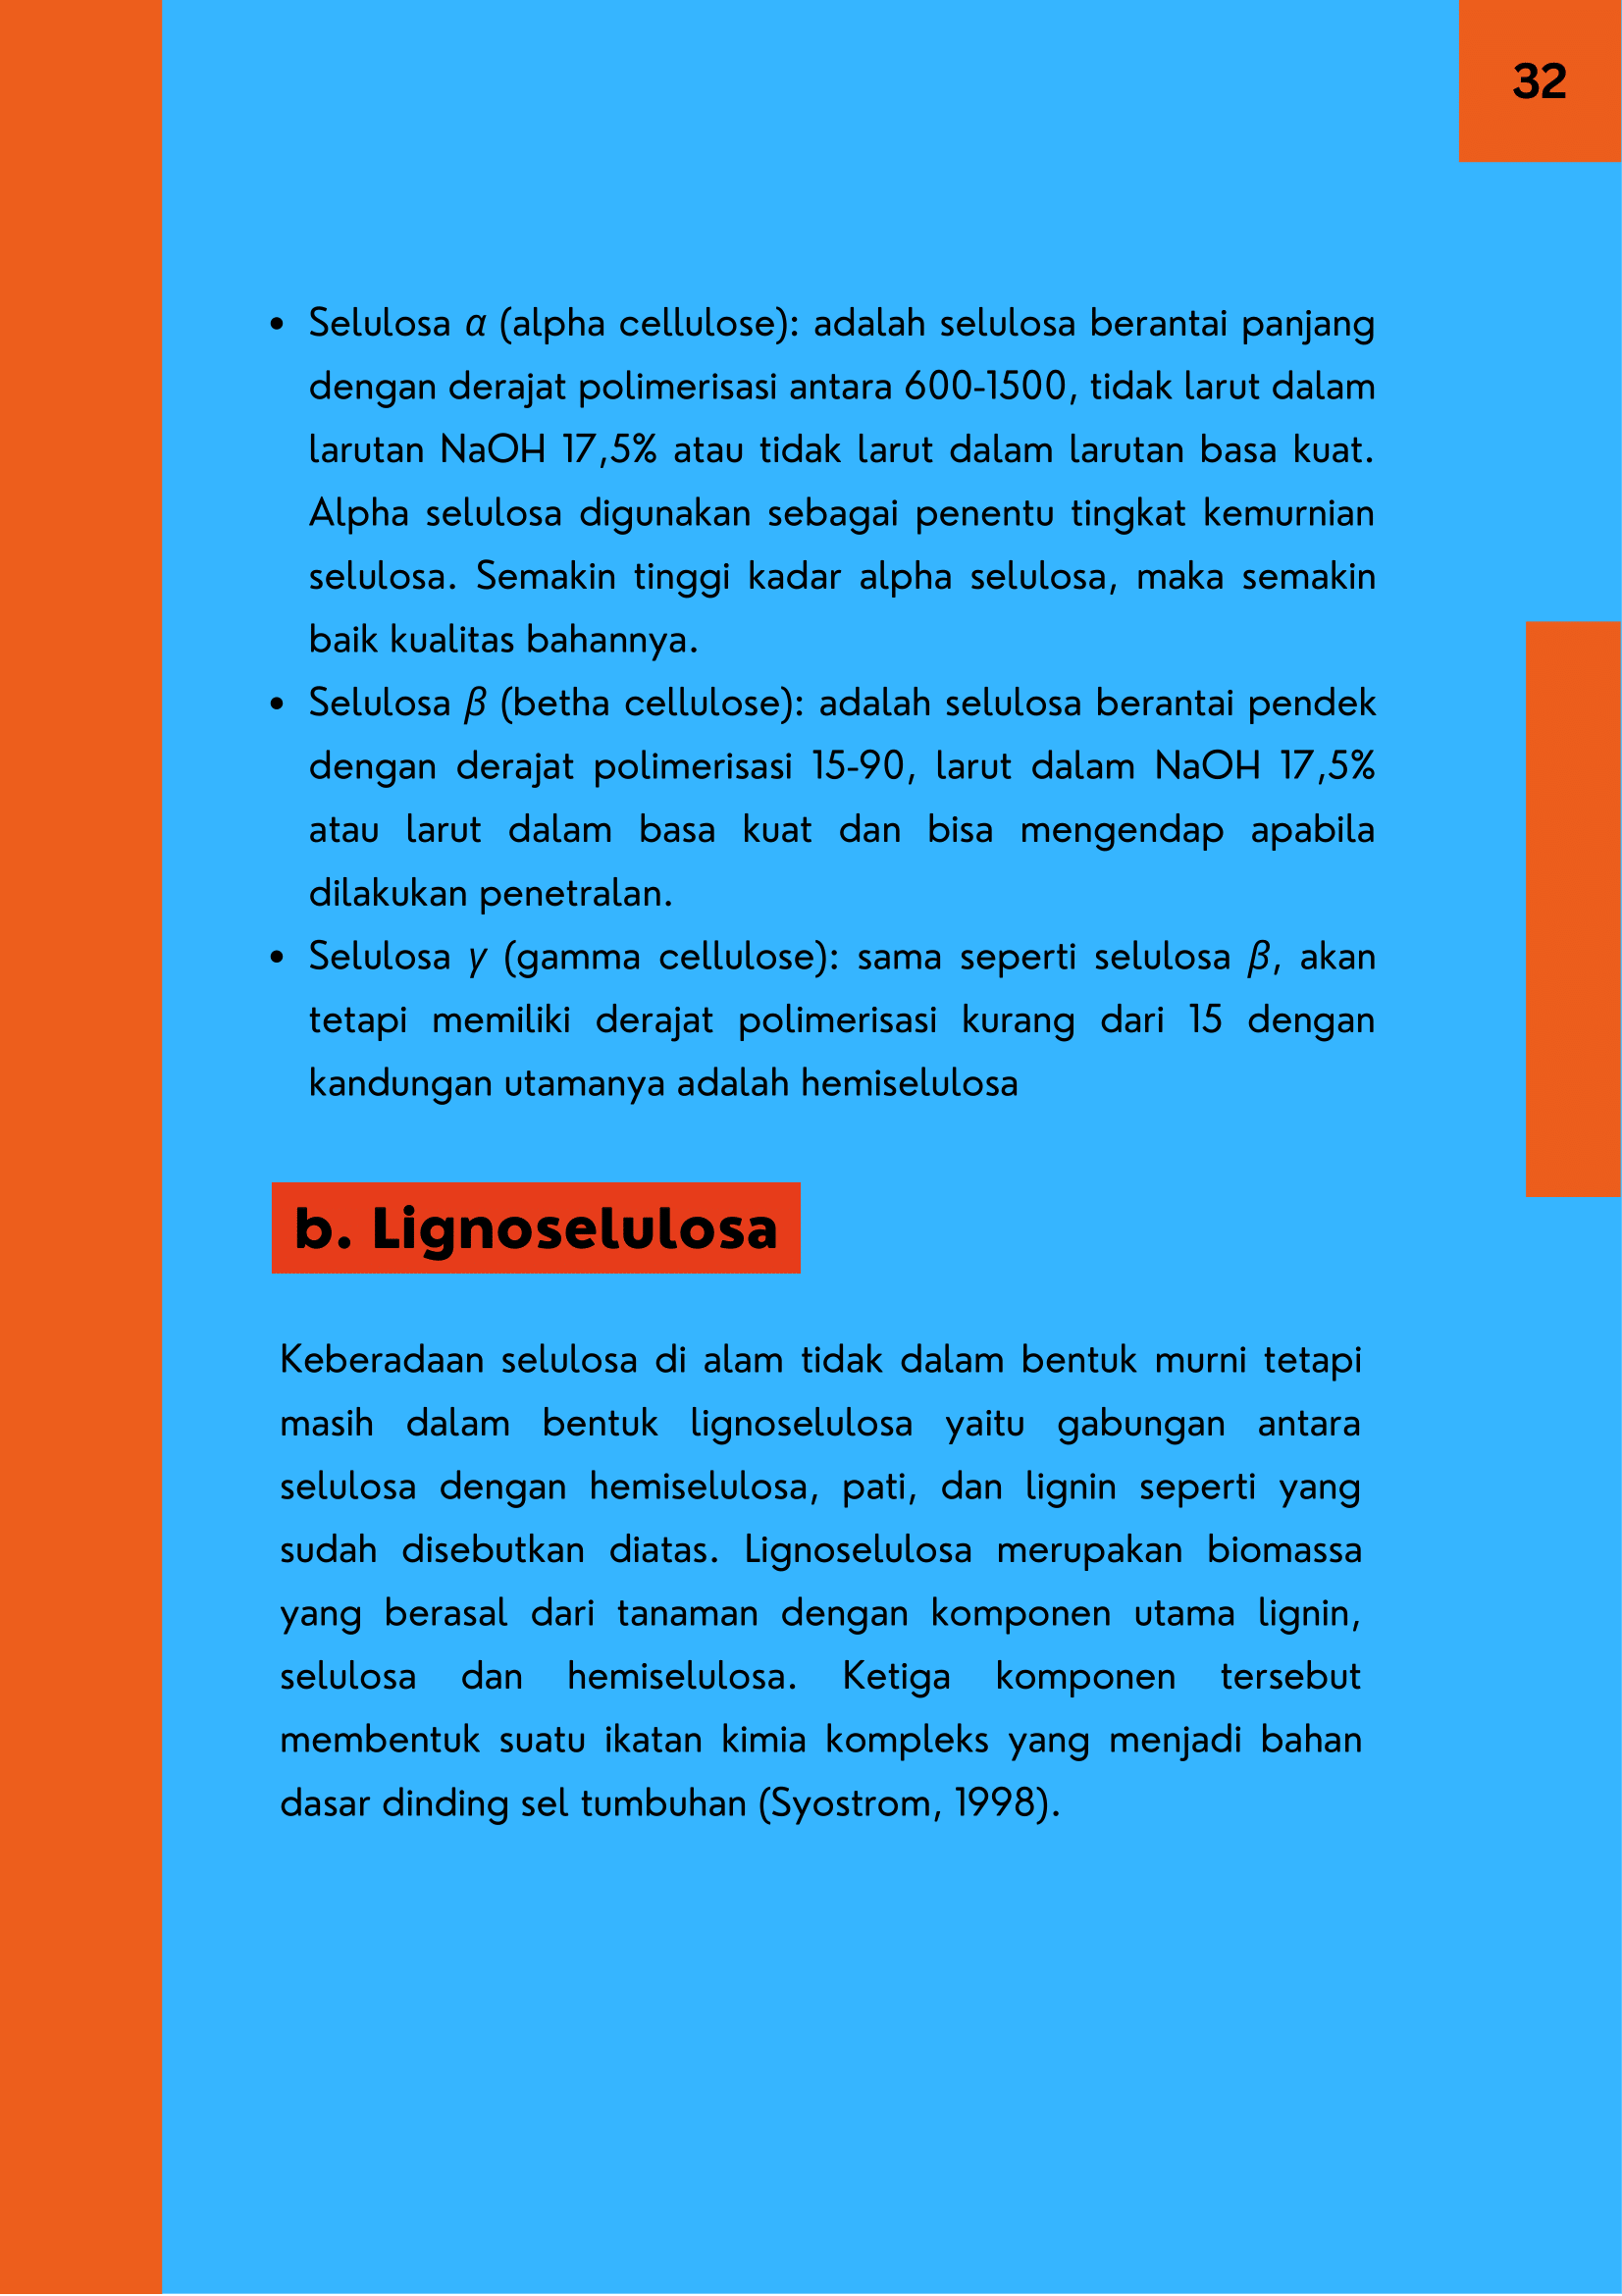 32
• Selulosa α (alpha cellulose): adalah selulosa berantai panjang
dengan derajat polimerisasi antara 600-1500, tidak larut dalam
larutan NaOH 17,5% atau tidak larut dalam larutan basa kuat.
Alpha selulosa digunakan sebagai penentu tingkat kemurnian
selulosa. Semakin tinggi kadar alpha selulosa, maka semakin
baik kualitas bahannya.
• Selulosa β (betha cellulose): adalah selulosa berantai pendek
dengan derajat polimerisasi 15-90, larut dalam NaOH 17,5%
atau larut dalam basa kuat dan bisa mengendap apabila
dilakukan penetralan.
• Selulosa γ (gamma cellulose): sama seperti selulosa β, akan
tetapi memiliki derajat polimerisasi kurang dari 15 dengan
kandungan utamanya adalah hemiselulosa
b. Lignoselulosa
Keberadaan selulosa di alam tidak dalam bentuk murni tetapi
masih dalam bentuk lignoselulosa yaitu gabungan antara
selulosa dengan hemiselulosa, pati, dan lignin seperti yang
sudah disebutkan diatas. Lignoselulosa merupakan biomassa
yang berasal dari tanaman dengan komponen utama lignin,
selulosa dan hemiselulosa. Ketiga komponen tersebut
membentuk suatu ikatan kimia kompleks yang menjadi bahan
dasar dinding sel tumbuhan (Syostrom, 1998).